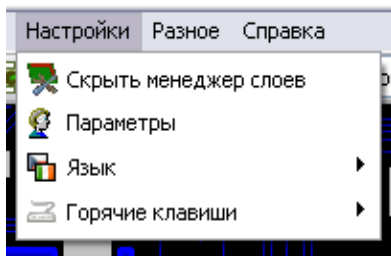 Настройки Разное Справка
Скрыть менеджер слоев
Параметры
Язык
Горячие клавиши